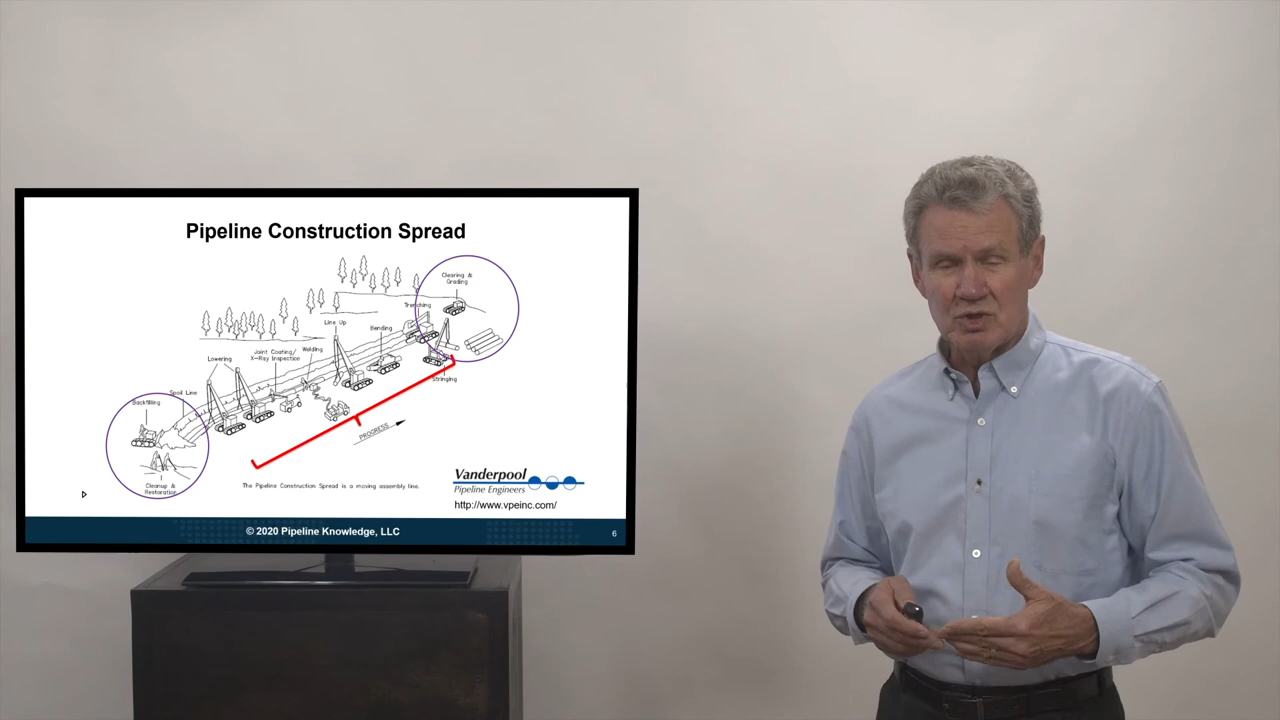 Pipeline Construction Spread
Clearing &
Grading
Trenching
Line Up
Bending
Welding
Joint Coating/
X-Ray Inspection
Lowering
Stringing
Spoil Line
Backfilling
PROGRESS
Cleanup &
Restoration
The Pipeline Construction Spread is a moving assembly line.
Vanderpool
Pipeline Engineers
http://www.vpeinc.com/
© 2020 Pipeline Knowledge, LLC
6